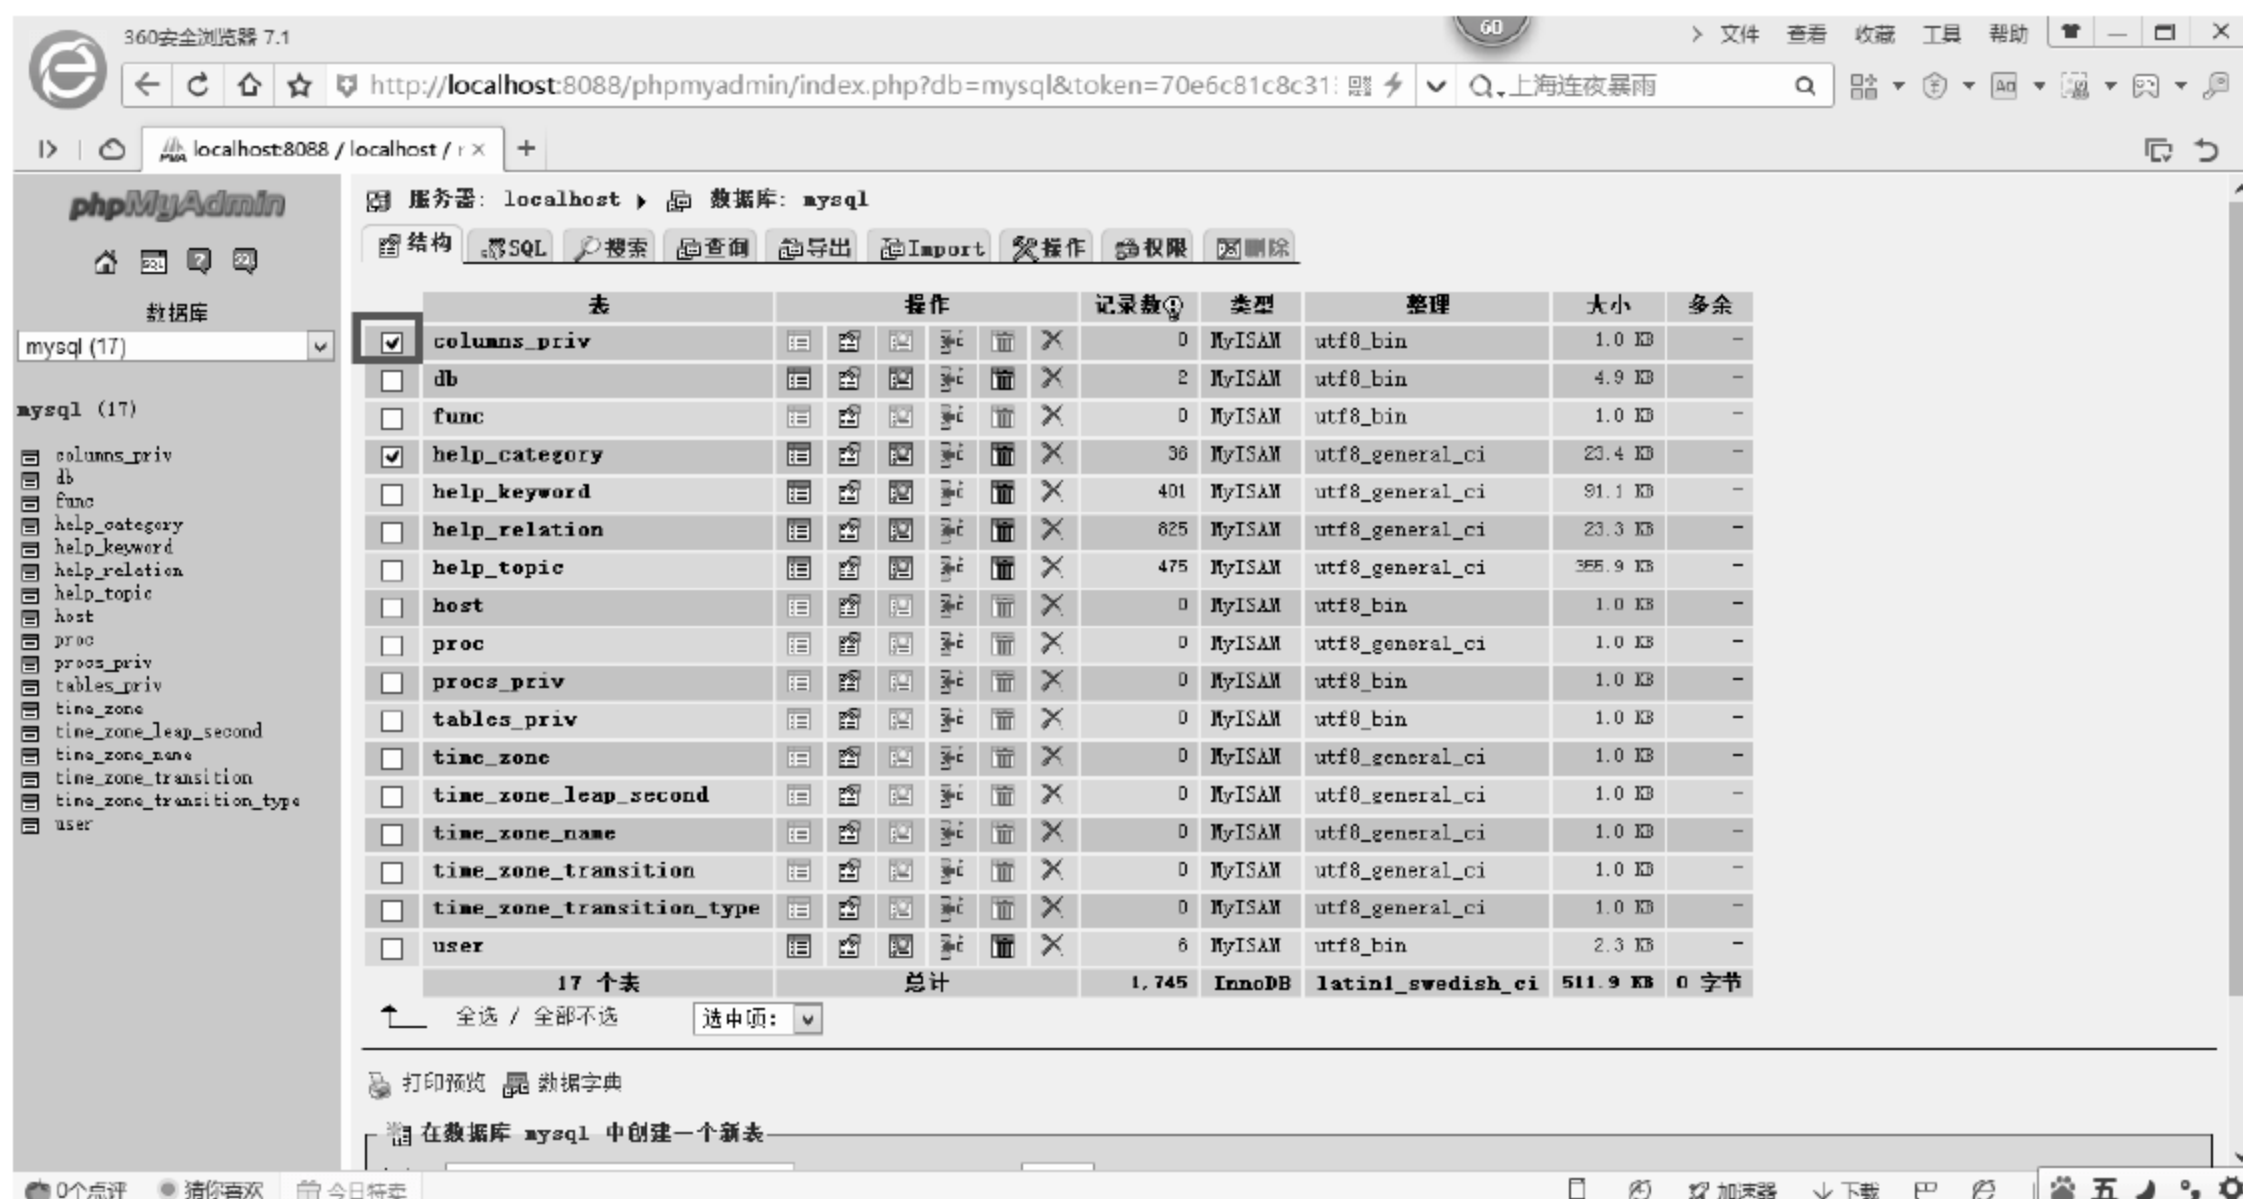 360安全浏览器 7.1
60
文件 查看 收藏 工具 帮助
http://localhost:8088/phpmyadmin/index.php?db=mysql&token=70e6c81c8c31
上海连夜暴雨
localhost:8088 / localhost /
phpMyAdmin
服务器: localhost 数据库: mysql
结构 SQL 搜索 查询 导出 Import 操作 权限 删除
数据库
mysql (17)
mysql (17)
columns_priv
db
func
help_category
help_keyword
help_relation
help_topic
host
proc
procs_priv
tables_priv
time_zone
time_zone_leap_second
time_zone_name
time_zone_transition
time_zone_transition_type
user
表 操作 记录数 类型 整理 大小 多余
columns_priv 0 MyISAM utf8_bin 1.0 KB -
db 2 MyISAM utf8_bin 4.9 KB -
func 0 MyISAM utf8_bin 1.0 KB -
help_category 36 MyISAM utf8_general_ci 23.4 KB -
help_keyword 401 MyISAM utf8_general_ci 91.1 KB -
help_relation 825 MyISAM utf8_general_ci 23.3 KB -
help_topic 475 MyISAM utf8_general_ci 355.9 KB -
host 0 MyISAM utf8_bin 1.0 KB -
proc 0 MyISAM utf8_general_ci 1.0 KB -
procs_priv 0 MyISAM utf8_bin 1.0 KB -
tables_priv 0 MyISAM utf8_bin 1.0 KB -
time_zone 0 MyISAM utf8_general_ci 1.0 KB -
time_zone_leap_second 0 MyISAM utf8_general_ci 1.0 KB -
time_zone_name 0 MyISAM utf8_general_ci 1.0 KB -
time_zone_transition 0 MyISAM utf8_general_ci 1.0 KB -
time_zone_transition_type 0 MyISAM utf8_general_ci 1.0 KB -
user 6 MyISAM utf8_bin 2.3 KB -
17 个表 总计 1,745 InnoDB latin1_swedish_ci 511.9 KB 0 字节
全选 / 全部不选 选中项:
打印预览 数据字典
在数据库 mysql 中创建一个新表
0个点评 猜你喜欢 今日特卖
加速器 下载 五